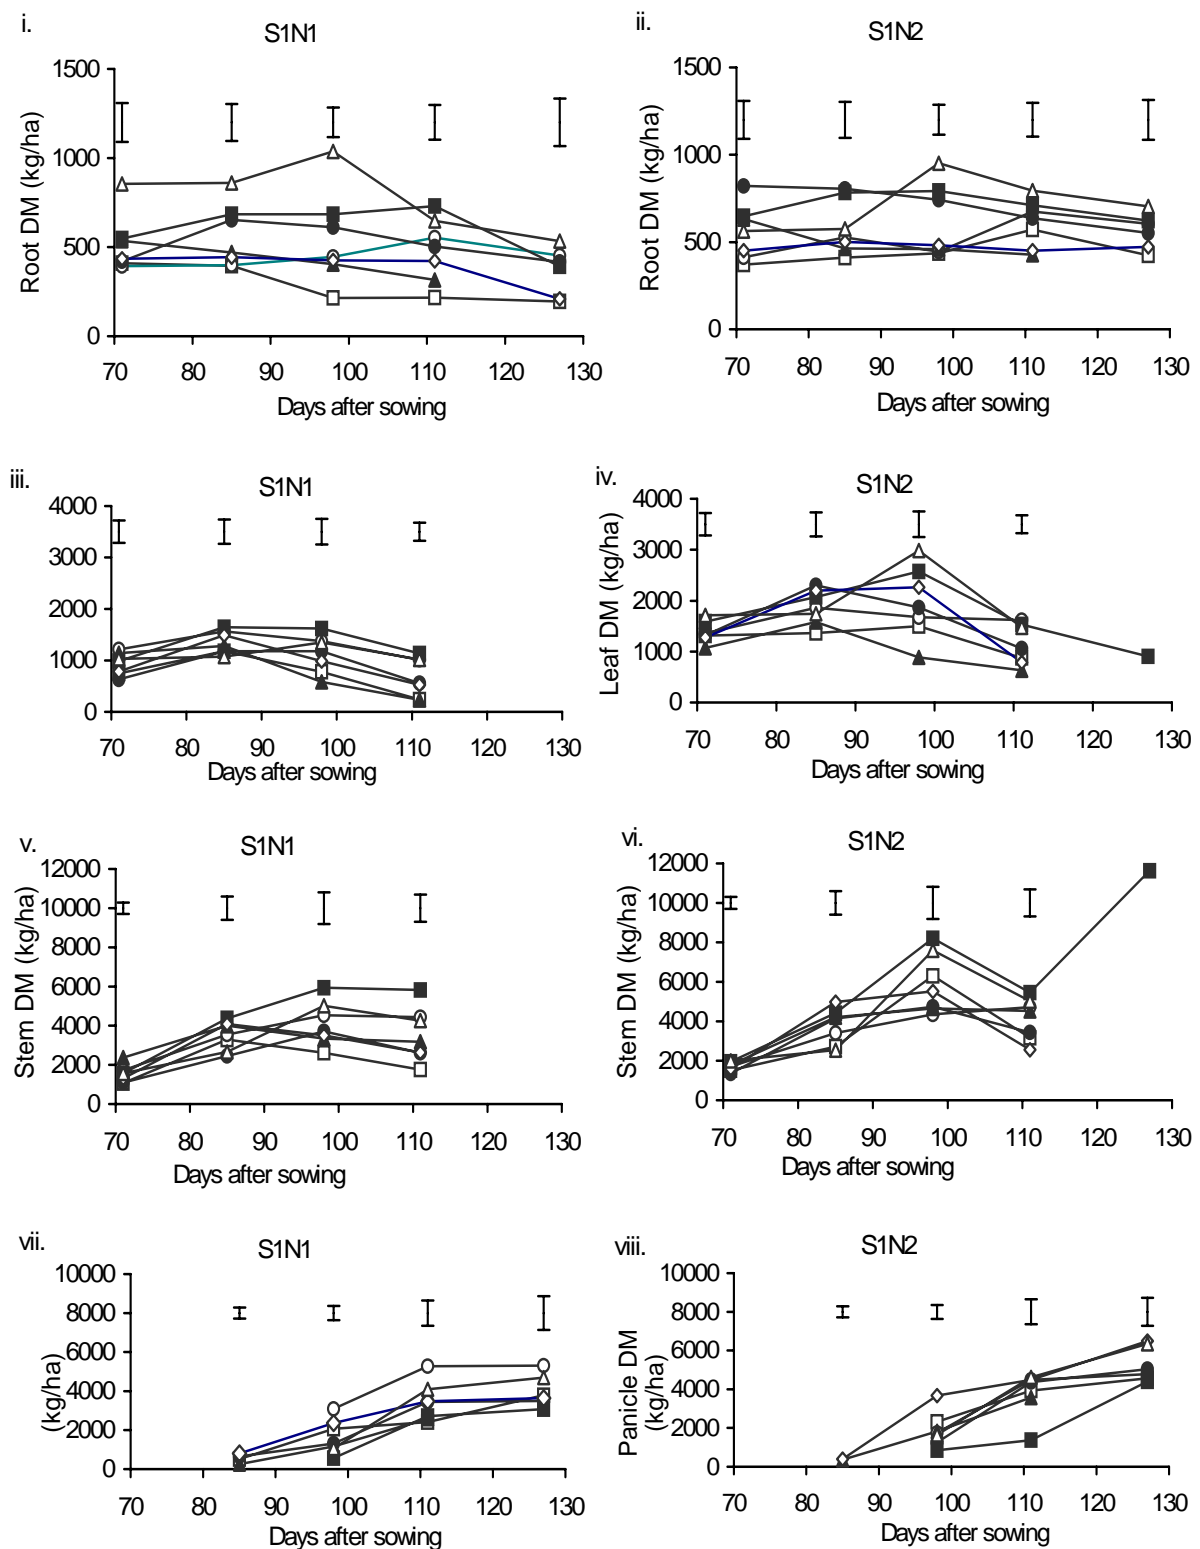 i.
S1N1
1500
1000
500
0
Root DM (kg/ha)
70 80 90 100 110 120 130
Days after sowing
ii.
S1N2
1500
1000
500
0
Root DM (kg/ha)
70 80 90 100 110 120 130
Days after sowing
iii.
S1N1
4000
3000
2000
1000
0
70 80 90 100 110 120 130
Days after sowing
iv.
S1N2
4000
3000
2000
1000
0
Leaf DM (kg/ha)
70 80 90 100 110 120 130
Days after sowing
v.
S1N1
12000
10000
8000
6000
4000
2000
0
Stem DM (kg/ha)
70 80 90 100 110 120 130
Days after sowing
vi.
S1N2
12000
10000
8000
6000
4000
2000
0
Stem DM (kg/ha)
70 80 90 100 110 120 130
Days after sowing
vii.
S1N1
10000
8000
6000
4000
2000
0
(kg/ha)
70 80 90 100 110 120 130
Days after sowing
viii.
S1N2
10000
8000
6000
4000
2000
0
Panicle DM
(kg/ha)
70 80 90 100 110 120 130
Days after sowing